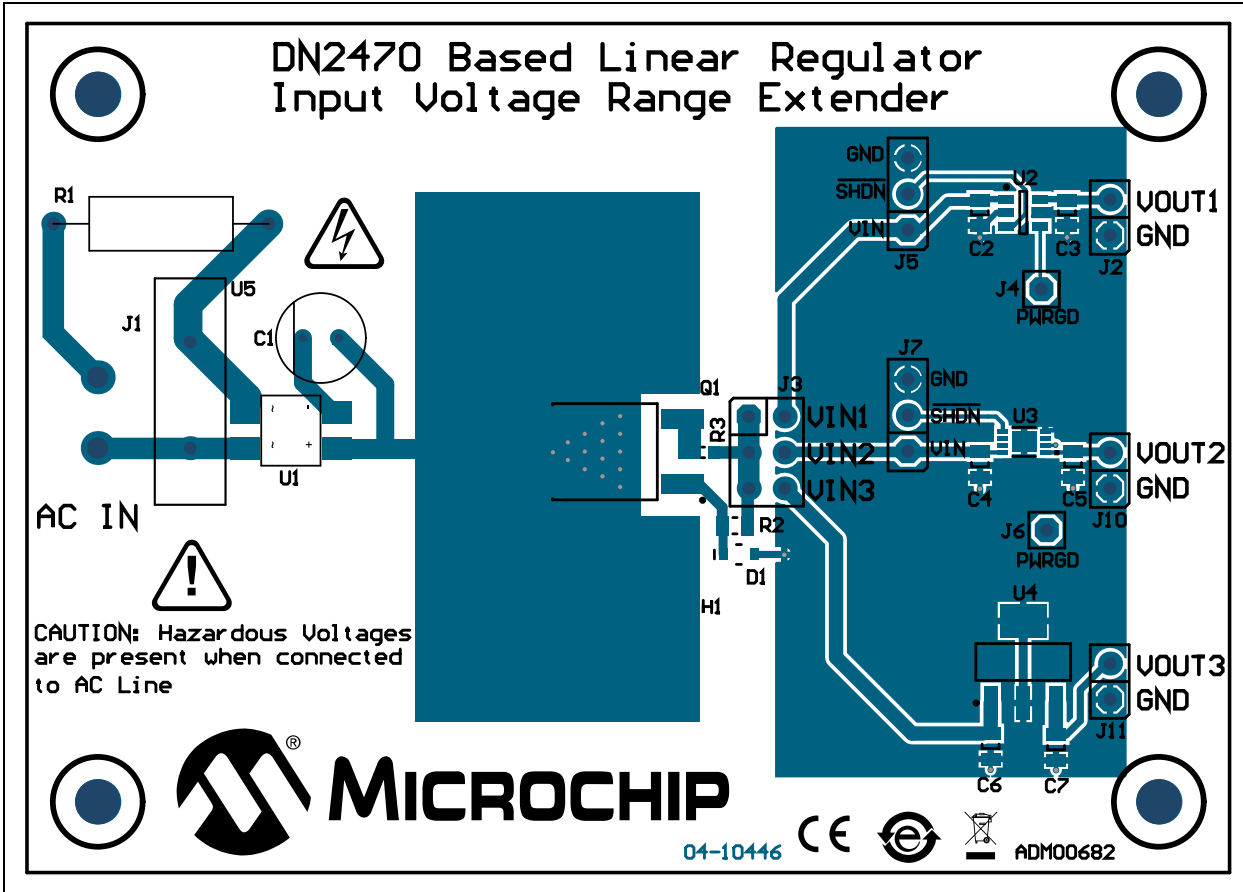 DN2470 Based Linear Regulator
Input Voltage Range Extender
R1
J1
U5
C1
~
-
~
+
U1
AC IN
CAUTION: Hazardous Voltages
are present when connected
to AC Line
Q1
R3
J3
VIN1
VIN2
VIN3
R2
D1
H1
GND
SHDN
VIN
J5
U2
C2
C3
VOUT1
GND
J2
J4
PWRGD
J7
GND
SHDN
VIN
U3
C4
C5
VOUT2
GND
J10
J6
PWRGD
U4
VOUT3
GND
J11
C6
C7
MICROCHIP
®
04-10446
CE
e
ADM00682